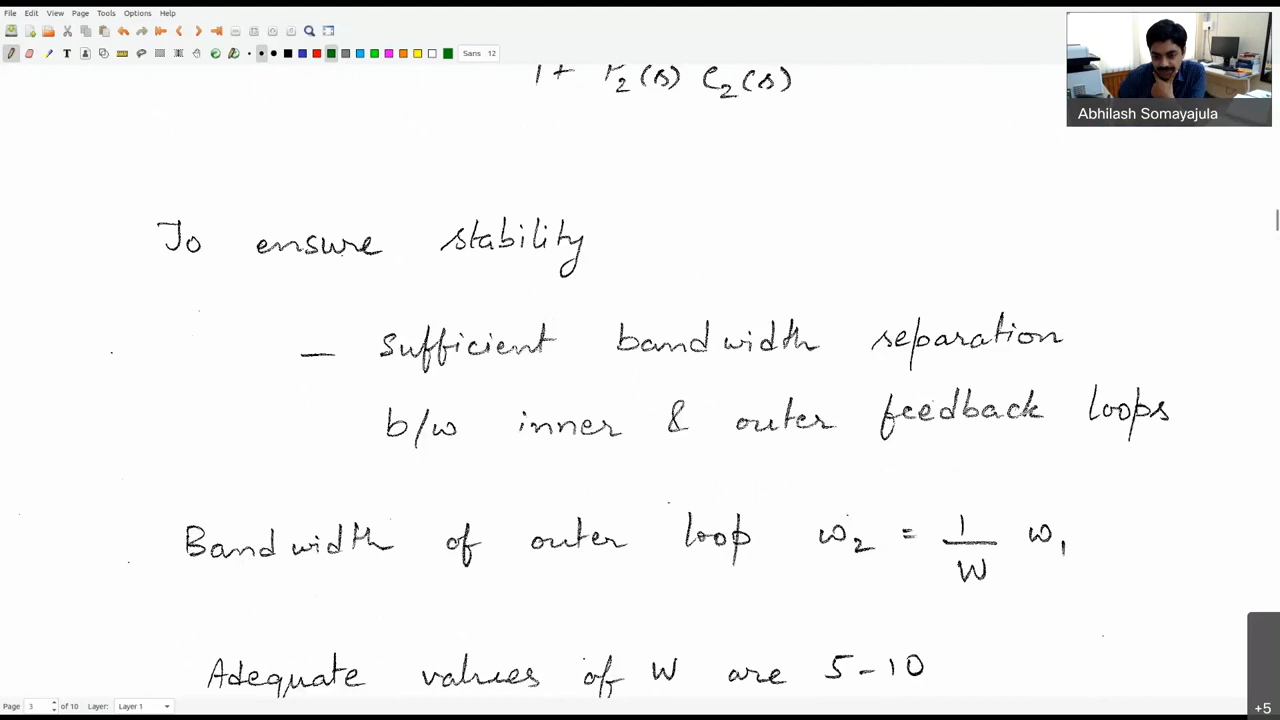 File Edit View Page Tools Options Help
Sans 12
Abhilash Somayajula
1 + P₂(s) C₂(s)
To ensure stability
— sufficient bandwidth separation
b/w inner & outer feedback loops
Bandwidth of outer loop ω₂ = 1/W ω₁
Adequate values of W are 5-10
Page 3 of 10 Layer: Layer 1
+5